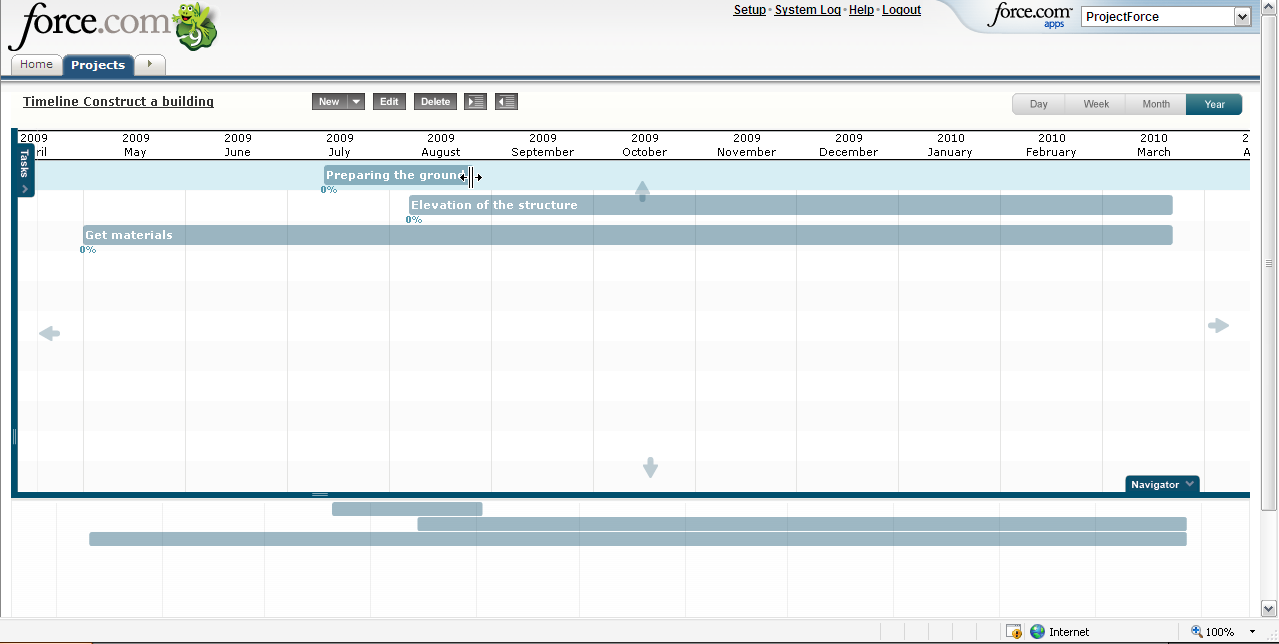 force.com 9
Setup · System Log · Help · Logout
force.com
apps
ProjectForce
Home Projects
Timeline Construct a building
New Edit Delete
Day Week Month Year
2009 2009 2009 2009 2009 2009 2009 2009 2009 2010 2010 2010 2
ril May June July August September October November December January February March A
Tasks
Preparing the ground
0%
Elevation of the structure
0%
Get materials
0%
Navigator
Internet 100%